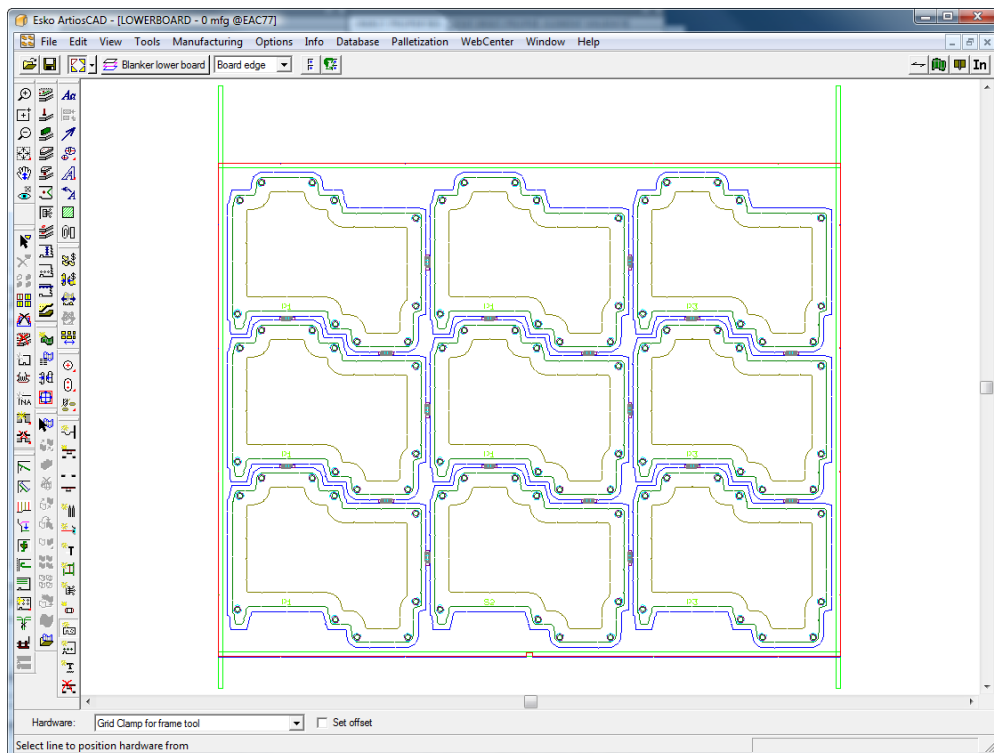 Esko ArtiosCAD - [LOWERBOARD - 0 mfg @EAC77]
File Edit View Tools Manufacturing Options Info Database Palletization WebCenter Window Help
Blanker lower board Board edge In
P1 P1 P3
P1 P1 P3
P1 P3
Hardware: Grid Clamp for frame tool Set offset
Select line to position hardware from